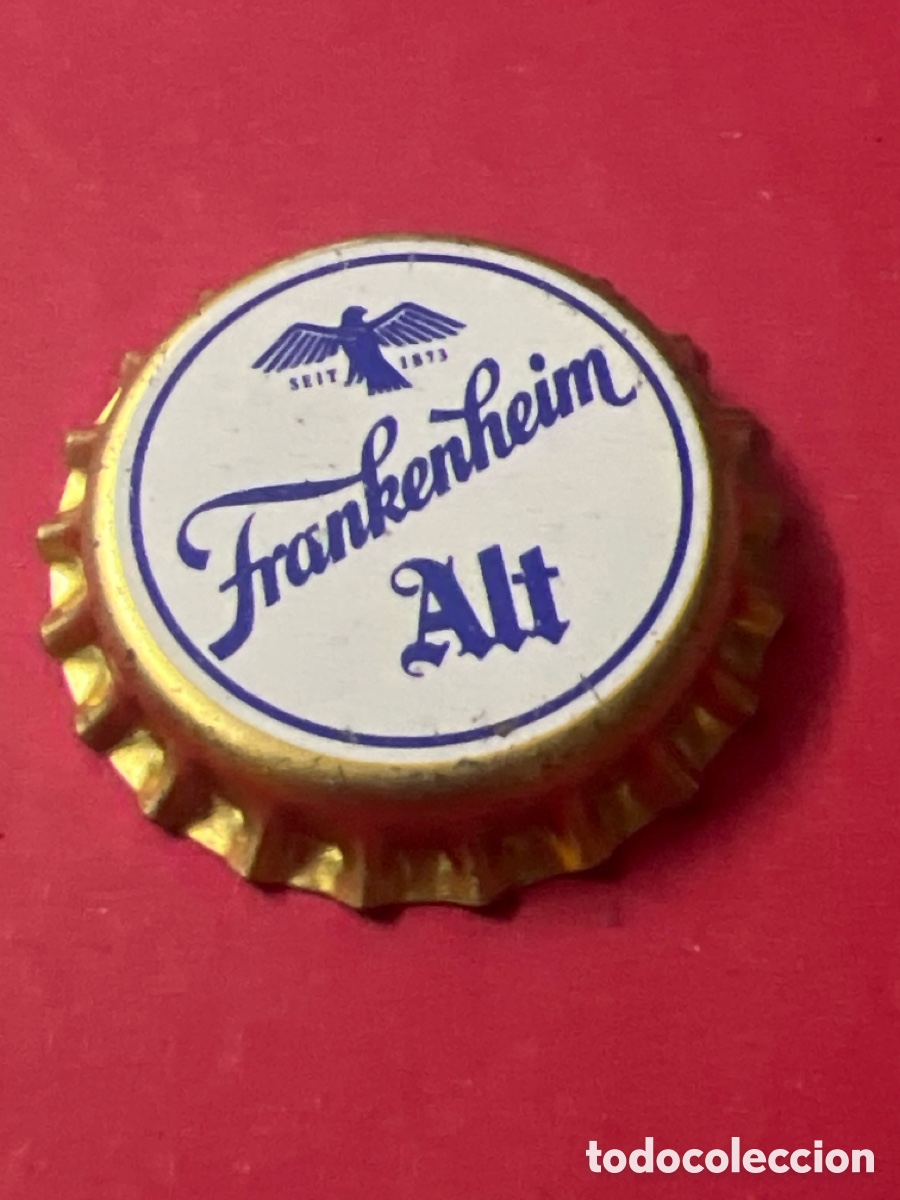 SEIT 1873
Frankenheim
Alt
todocoleccion